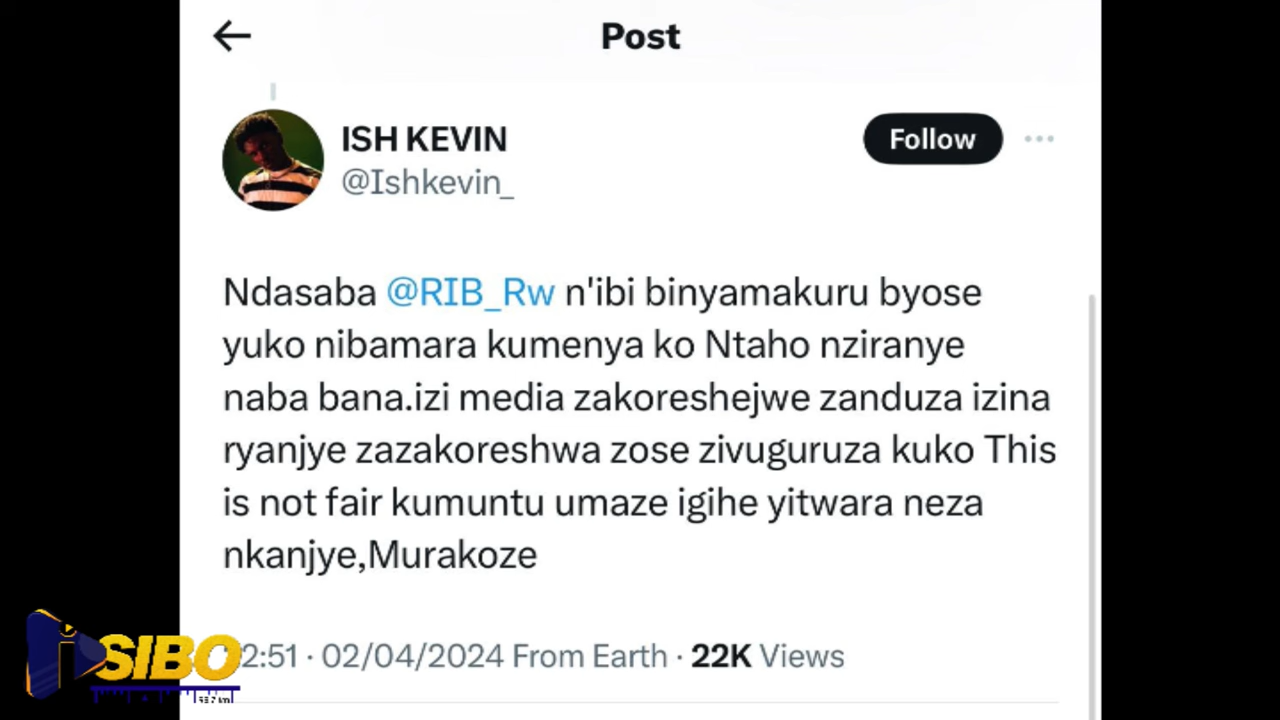 Post
ISH KEVIN
Follow
@Ishkevin_
Ndasaba @RIB_Rw n'ibi binyamakuru byose
yuko nibamara kumenya ko Ntaho nziranye
naba bana.izi media zakoreshejwe zanduza izina
ryanjye zazakoreshwa zose zivuguruza kuko This
is not fair kumuntu umaze igihe yitwara neza
nkanjye,Murakoze
2:51 · 02/04/2024 From Earth · 22K Views
iSIBO